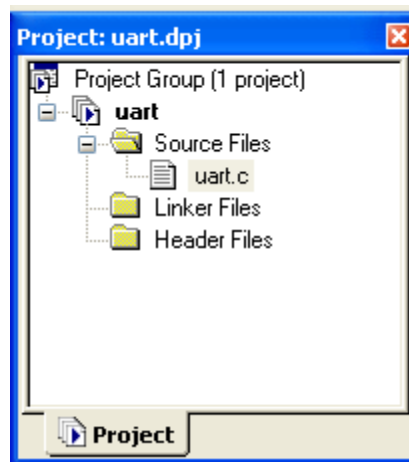 Project: uart.dpj
Project Group (1 project)
uart
Source Files
uart.c
Linker Files
Header Files
Project